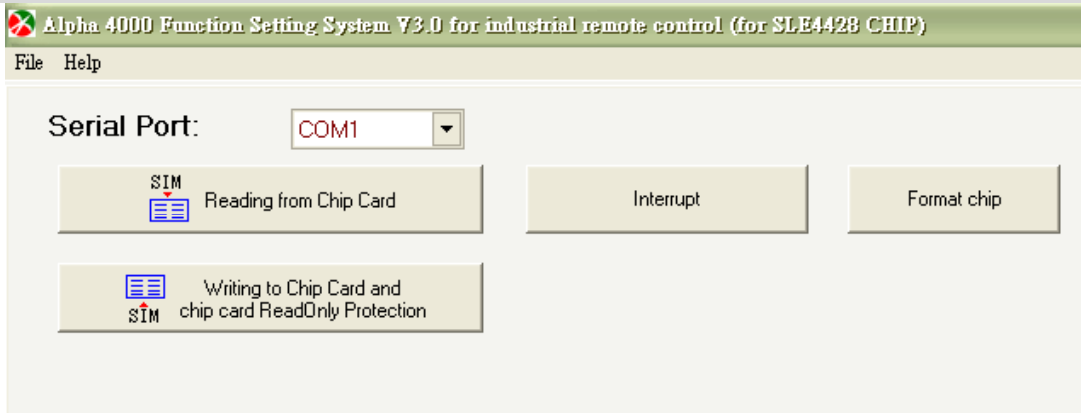 Alpha 4000 Function Setting System V3.0 for industrial remote control (for SLE4428 CHIP)
File Help
Serial Port: COM1
SIM Reading from Chip Card
Interrupt
Format chip
Writing to Chip Card and
SIM chip card ReadOnly Protection